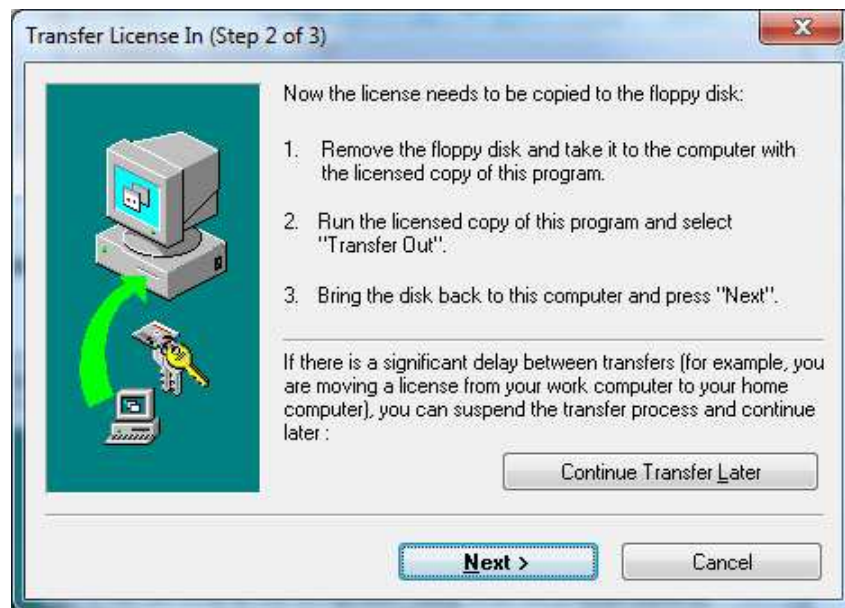 Transfer License In (Step 2 of 3)
Now the license needs to be copied to the floppy disk:
1. Remove the floppy disk and take it to the computer with
the licensed copy of this program.
2. Run the licensed copy of this program and select
"Transfer Out".
3. Bring the disk back to this computer and press "Next".
If there is a significant delay between transfers (for example, you
are moving a license from your work computer to your home
computer), you can suspend the transfer process and continue
later :
Continue Transfer Later
Next >
Cancel